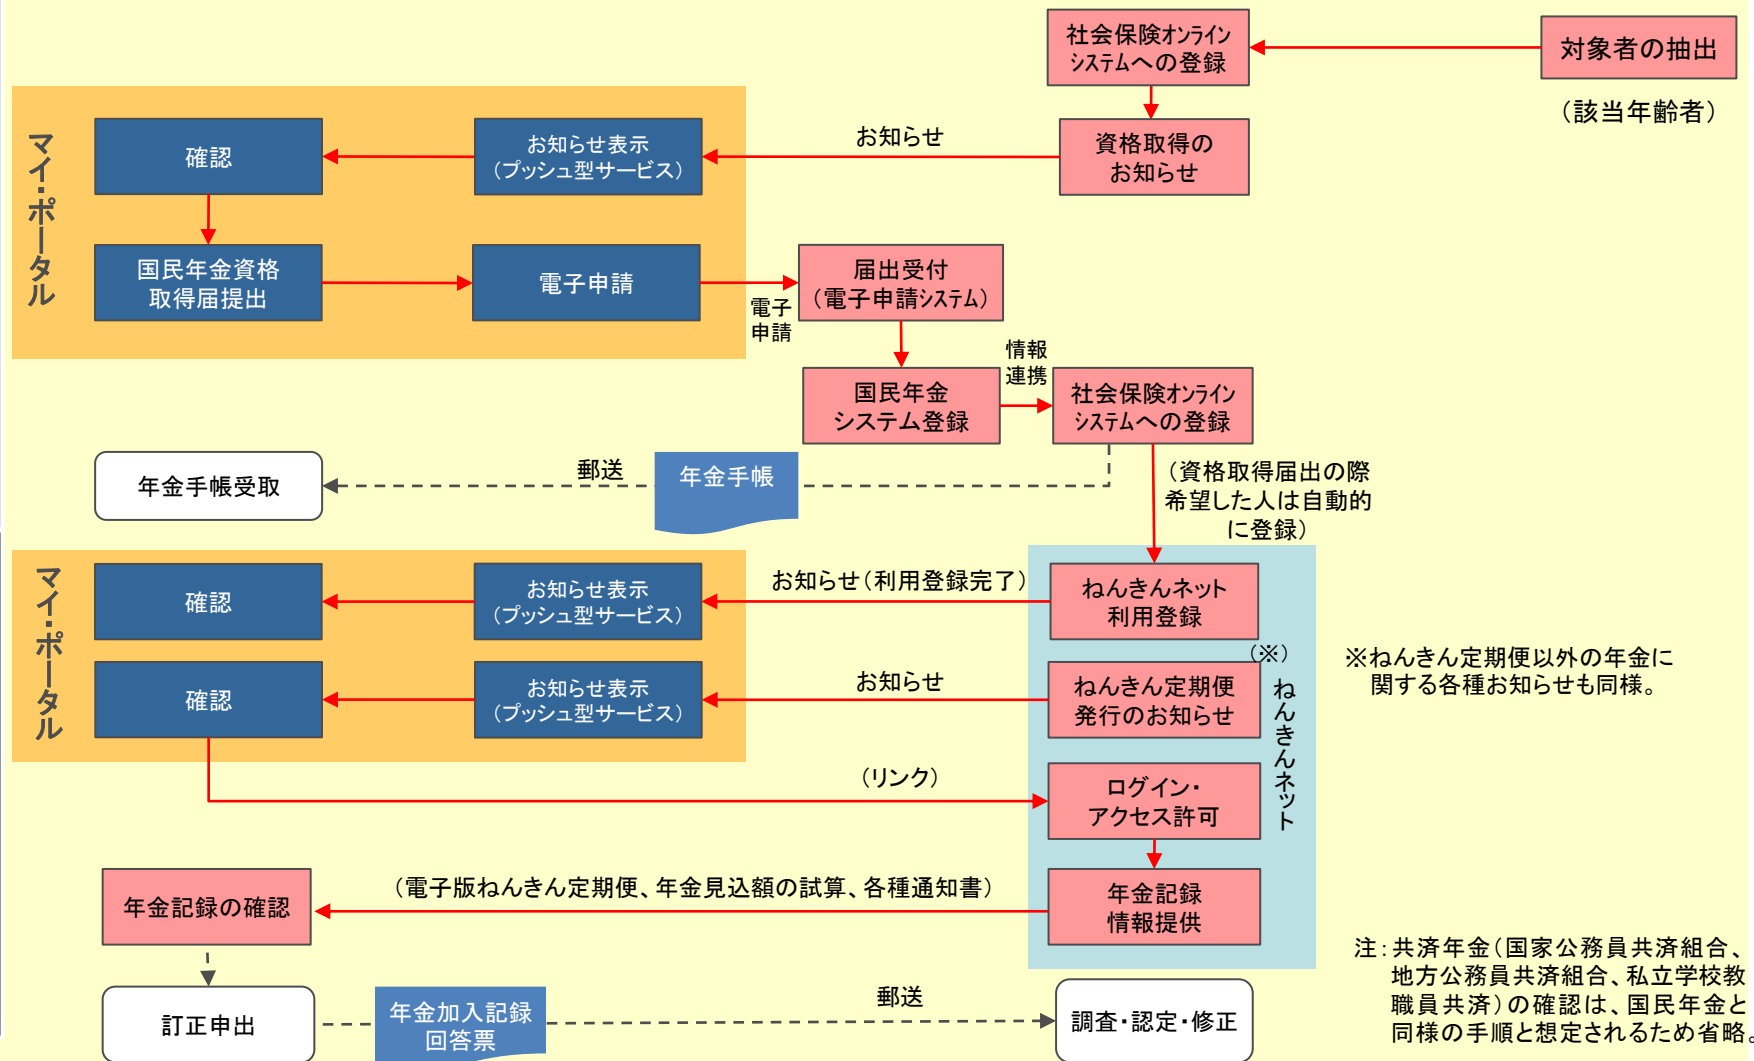 社会保険オンライン
システムへの登録
対象者の抽出
(該当年齢者)
マイ・ポータル
確認
お知らせ表示
(プッシュ型サービス)
お知らせ
資格取得の
お知らせ
国民年金資格
取得届提出
電子申請
電子
申請
届出受付
(電子申請システム)
国民年金
システム登録
情報
連携
社会保険オンライン
システムへの登録
年金手帳受取
郵送
年金手帳
(資格取得届出の際
希望した人は自動的
に登録)
マイ・ポータル
確認
お知らせ表示
(プッシュ型サービス)
お知らせ(利用登録完了)
ねんきんネット
利用登録
(※)
ねんきんネット
確認
お知らせ表示
(プッシュ型サービス)
お知らせ
ねんきん定期便
発行のお知らせ
※ねんきん定期便以外の年金に
関する各種お知らせも同様。
(リンク)
ログイン・
アクセス許可
年金記録の確認
(電子版ねんきん定期便、年金見込額の試算、各種通知書)
年金記録
情報提供
訂正申出
年金加入記録
回答票
郵送
調査・認定・修正
注:共済年金(国家公務員共済組合、
地方公務員共済組合、私立学校教
職員共済)の確認は、国民年金と
同様の手順と想定されるため省略。